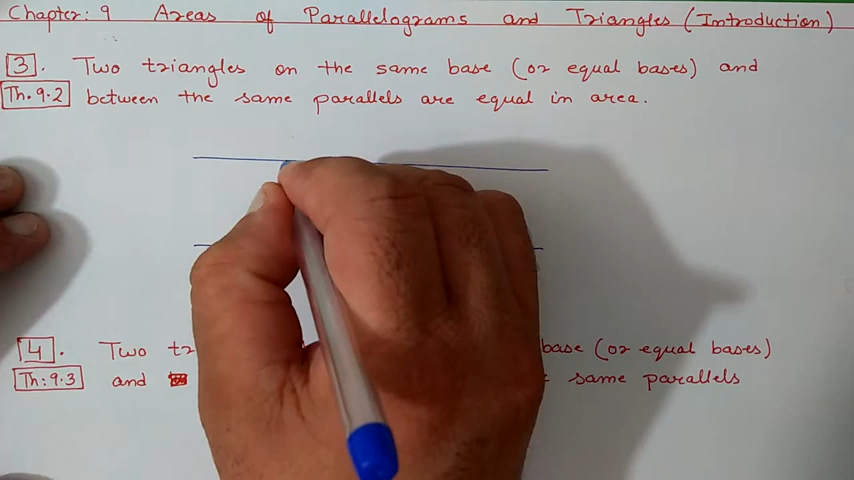 Chapter: 9 Areas of Parallelograms and Triangles (Introduction)
3. Two triangles on the same base (or equal bases) and
Th. 9.2 between the same parallels are equal in area.
4. Two base (or equal bases)
Th: 9.3 and same parallels